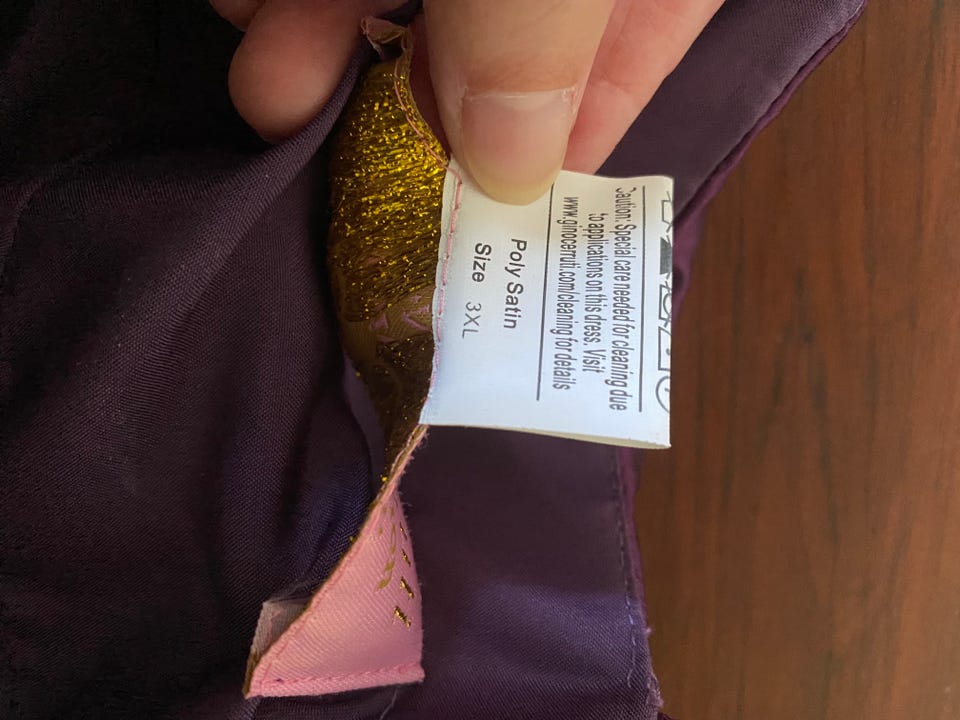 Caution: Special care needed for cleaning due
to applications on this dress. Visit
www.ginocerruti.com/cleaning for details
Poly Satin
Size 3XL